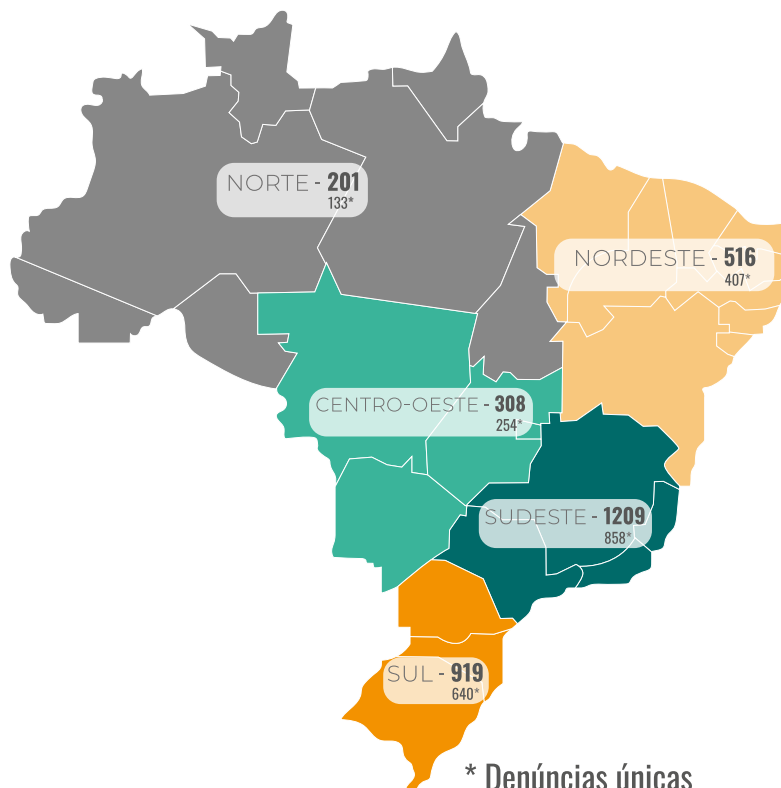 NORTE - 201
133*
NORDESTE - 516
407*
CENTRO-OESTE - 308
254*
SUDESTE - 1209
858*
SUL - 919
640*
* Denúncias únicas